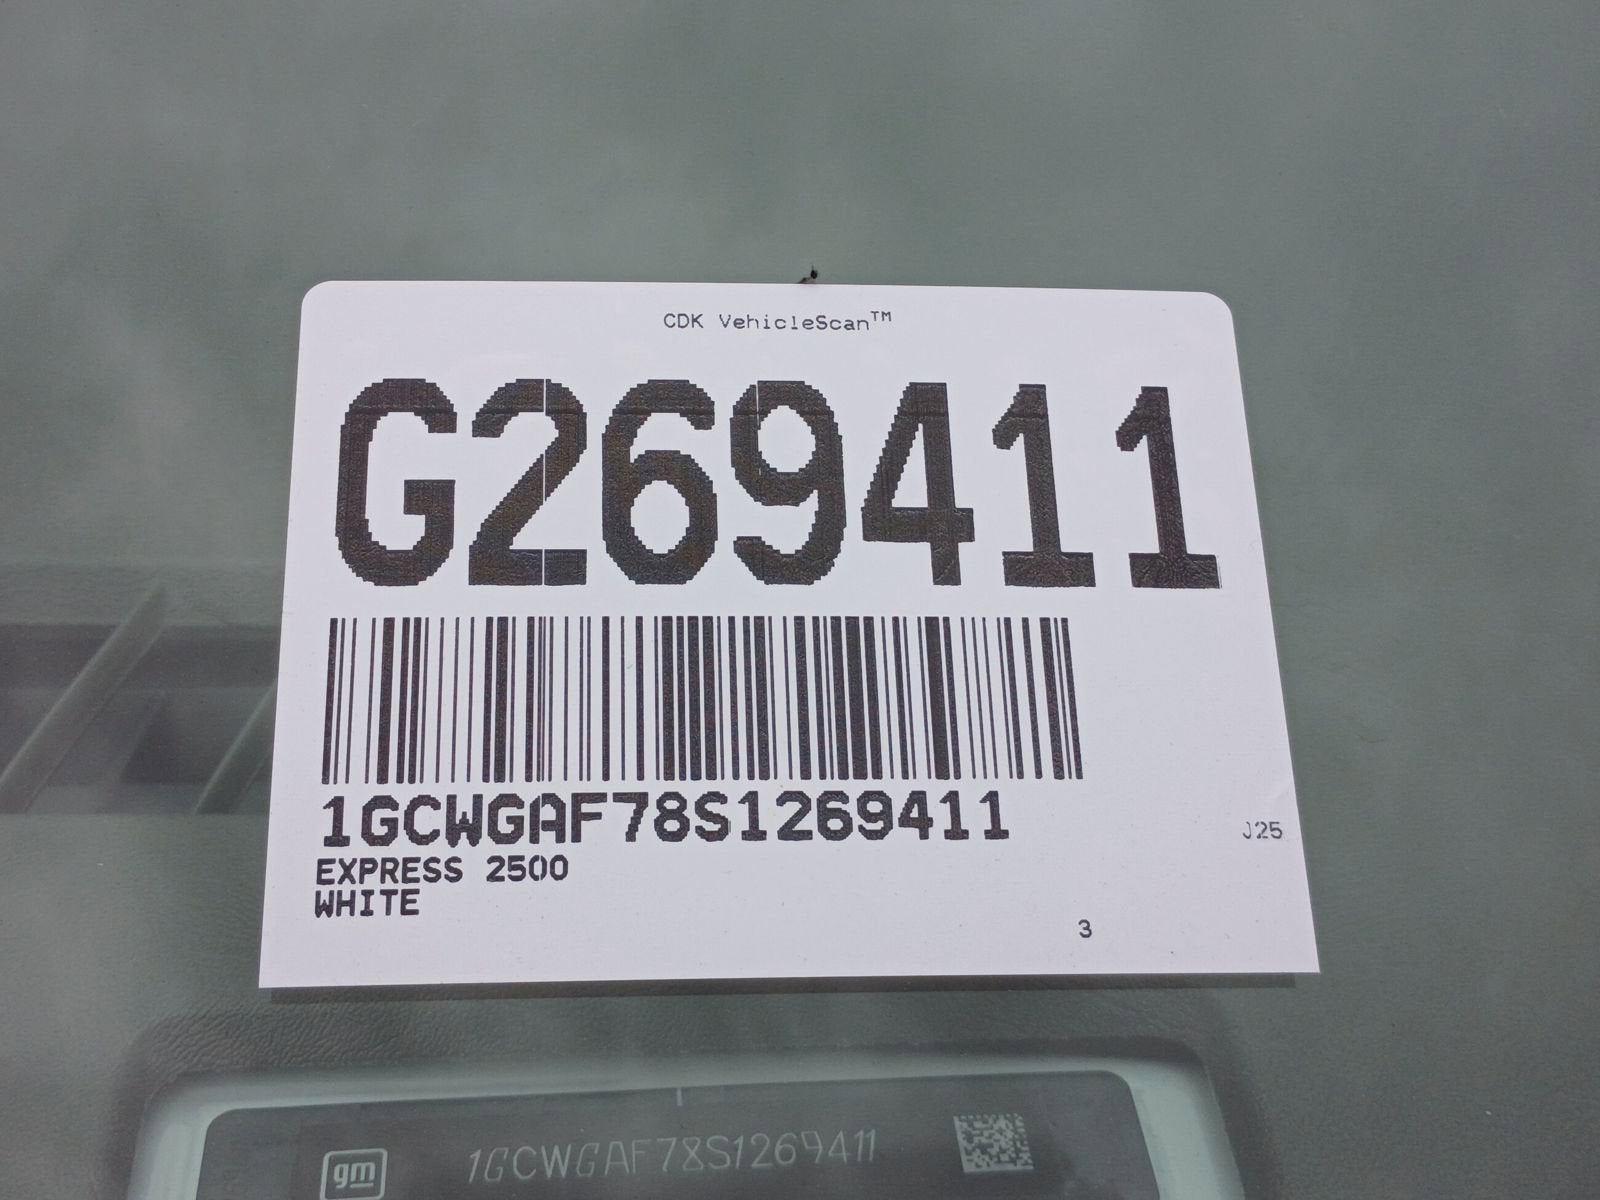 CDK VehicleScan™
G269411
1GCWGAF78S1269411
J25
EXPRESS 2500
WHITE
3
gm
1GCWGAF78S1269411